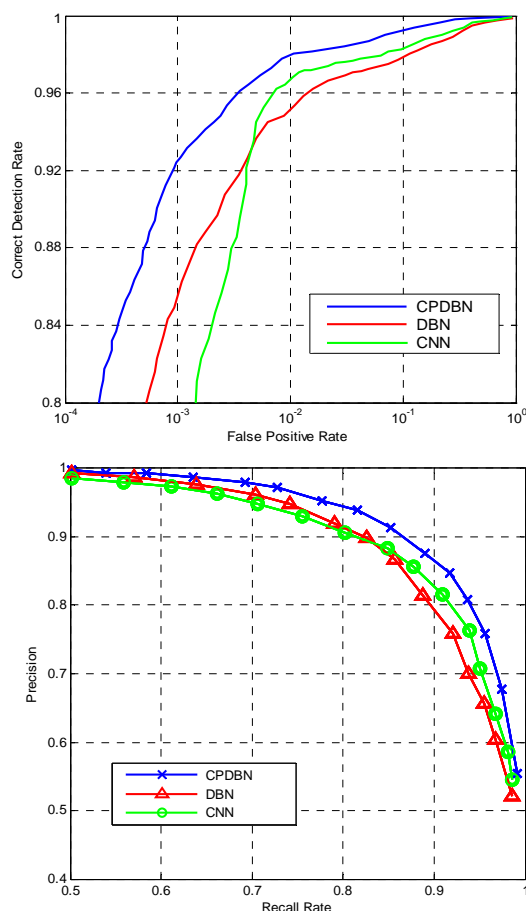 1
0.96
0.92
0.88
0.84
0.8
Correct Detection Rate
CPDBN
DBN
CNN
10^-4
10^-3
10^-2
10^-1
10^0
False Positive Rate
1
0.9
0.8
0.7
0.6
0.5
0.4
Precision
CPDBN
DBN
CNN
0.5
0.6
0.7
0.8
0.9
1
Recall Rate